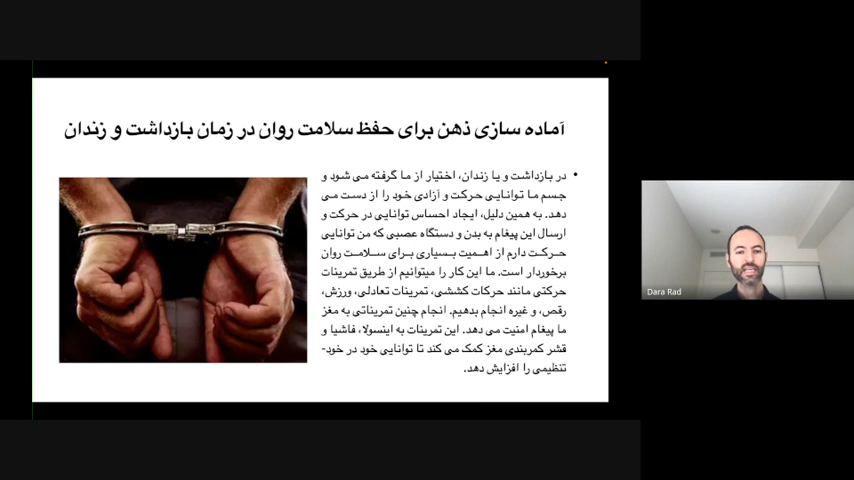 آماده سازی ذهن برای حفظ سلامت روان در زمان بازداشت و زندان
• در بازداشت و یا زندان، اختیار از ما گرفته می شود و
جسم ما توانایی حرکت و آزادی خود را از دست می
دهد. به همین دلیل، ایجاد احساس توانایی در حرکت و
ارسال این پیغام به بدن و دستگاه عصبی که من توانایی
حرکت دارم از اهمیت بسیاری برای سلامت روان
برخوردار است. ما این کار را میتوانیم از طریق تمرینات
حرکتی مانند حرکات کششی، تمرینات تعادلی، ورزش،
رقص، و غیره انجام بدهیم. انجام چنین تمریناتی به مغز
ما پیغام امنیت می دهد. این تمرینات به اینسولا، فاشیا و
قشر کمربندی مغز کمک می کند تا توانایی خود در خود-
تنظیمی را افزایش دهد.
Dara Rad